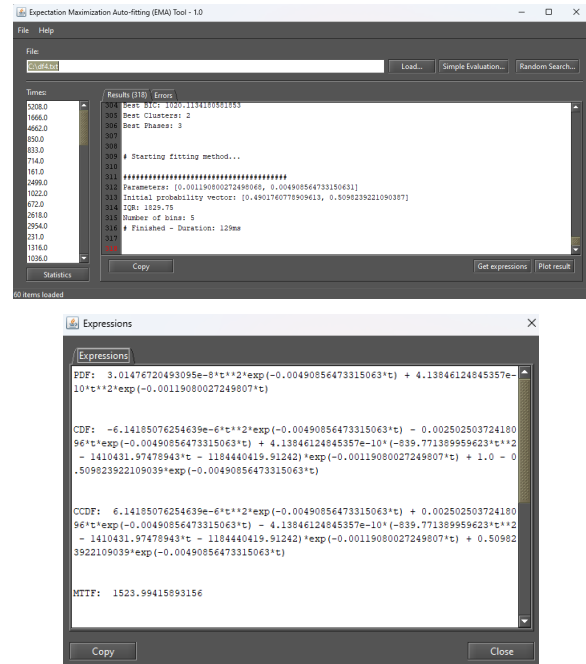 Expectation Maximization Auto-fitting (EMA) Tool - 1.0
File Help
File:
C:\df4.txt
Load...
Simple Evaluation...
Random Search...
Times:
5208.0
1666.0
4662.0
850.0
833.0
714.0
161.0
2499.0
1022.0
672.0
2618.0
2954.0
231.0
1316.0
1036.0
Statistics
Results (318) Errors
304 Best BIC: 1020.1134180581853
305 Best Clusters: 2
306 Best Phases: 3
307
308
309 # Starting fitting method...
310
311 #####################################
312 Parameters: [0.001190800272498068, 0.004908564733150631]
313 Initial probability vector: [0.4901760778909613, 0.5098239221090387]
314 IQR: 1829.75
315 Number of bins: 5
316 # Finished - Duration: 129ms
317
318
Copy
Get expressions
Plot result
60 items loaded
Expressions
Expressions
PDF: 3.01476720493095e-8*t**2*exp(-0.00490856473315063*t) + 4.13846124845357e-
10*t**2*exp(-0.00119080027249807*t)
CDF: -6.14185076254639e-6*t**2*exp(-0.00490856473315063*t) - 0.002502503724180
96*t*exp(-0.00490856473315063*t) + 4.13846124845357e-10*(-839.771389959623*t**2
- 1410431.97478943*t - 1184440419.91242)*exp(-0.00119080027249807*t) + 1.0 - 0
.509823922109039*exp(-0.00490856473315063*t)
CCDF: 6.14185076254639e-6*t**2*exp(-0.00490856473315063*t) + 0.002502503724180
96*t*exp(-0.00490856473315063*t) - 4.13846124845357e-10*(-839.771389959623*t**2
- 1410431.97478943*t - 1184440419.91242)*exp(-0.00119080027249807*t) + 0.50982
3922109039*exp(-0.00490856473315063*t)
MTTF: 1523.99415893156
Copy
Close